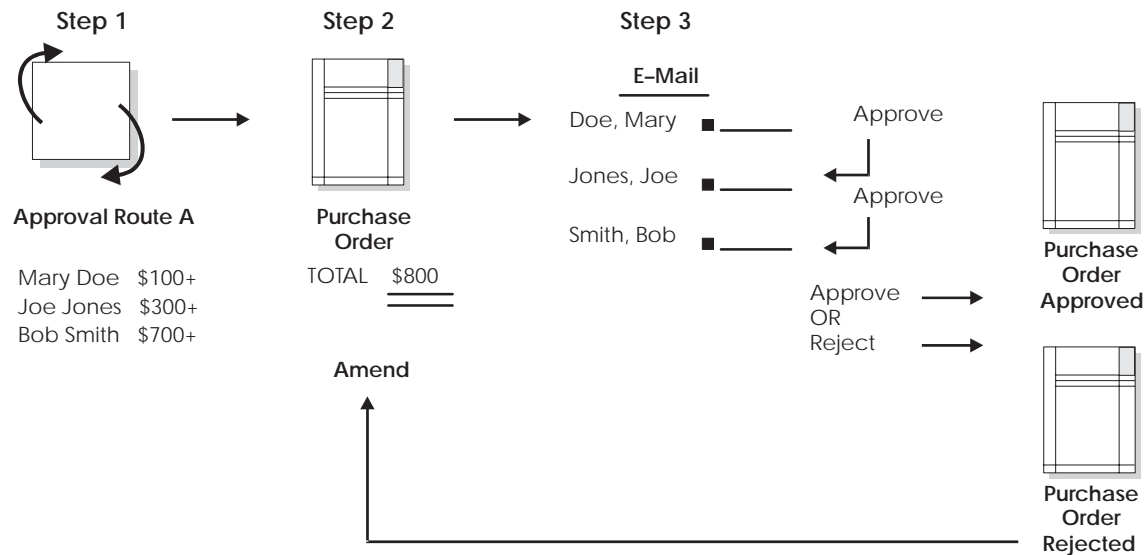 Step 1
Step 2
Step 3
Approval Route A
Mary Doe $100+
Joe Jones $300+
Bob Smith $700+
Purchase
Order
TOTAL $800
E–Mail
Doe, Mary
Approve
Jones, Joe
Approve
Smith, Bob
Approve
OR
Reject
Purchase
Order
Approved
Amend
Purchase
Order
Rejected